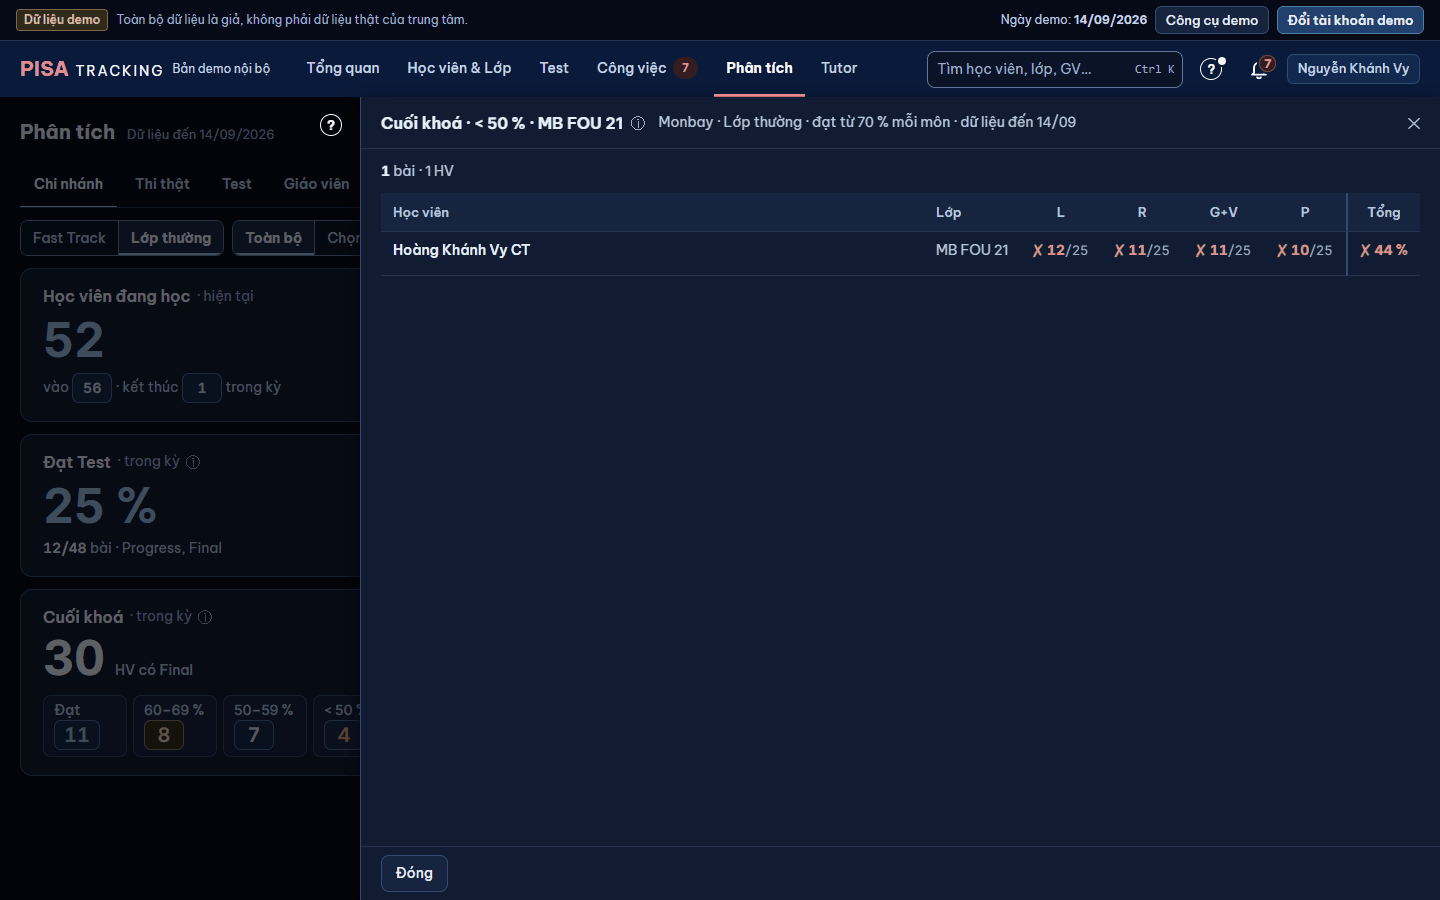 Dữ liệu demo Toàn bộ dữ liệu là giả, không phải dữ liệu thật của trung tâm. Ngày demo: 14/09/2026 Công cụ demo Đổi tài khoản demo
PISA TRACKING Bản demo nội bộ Tổng quan Học viên & Lớp Test Công việc 7 Phân tích Tutor Tìm học viên, lớp, GV... Ctrl K ? 7 Nguyễn Khánh Vy
Phân tích Dữ liệu đến 14/09/2026 ?
Chi nhánh Thi thật Test Giáo viên
Fast Track Lớp thường Toàn bộ Chọn
Học viên đang học · hiện tại
52
vào 56 · kết thúc 1 trong kỳ
Đạt Test · trong kỳ
25 %
12/48 bài · Progress, Final
Cuối khoá · trong kỳ
30 HV có Final
Đạt 60–69 % 50–59 % < 50 %
11 8 7 4
Cuối khoá · < 50 % · MB FOU 21 Monbay · Lớp thường · đạt từ 70 % mỗi môn · dữ liệu đến 14/09
1 bài · 1 HV
Học viên Lớp L R G+V P Tổng
Hoàng Khánh Vy CT MB FOU 21 ✗ 12/25 ✗ 11/25 ✗ 11/25 ✗ 10/25 ✗ 44 %
Đóng